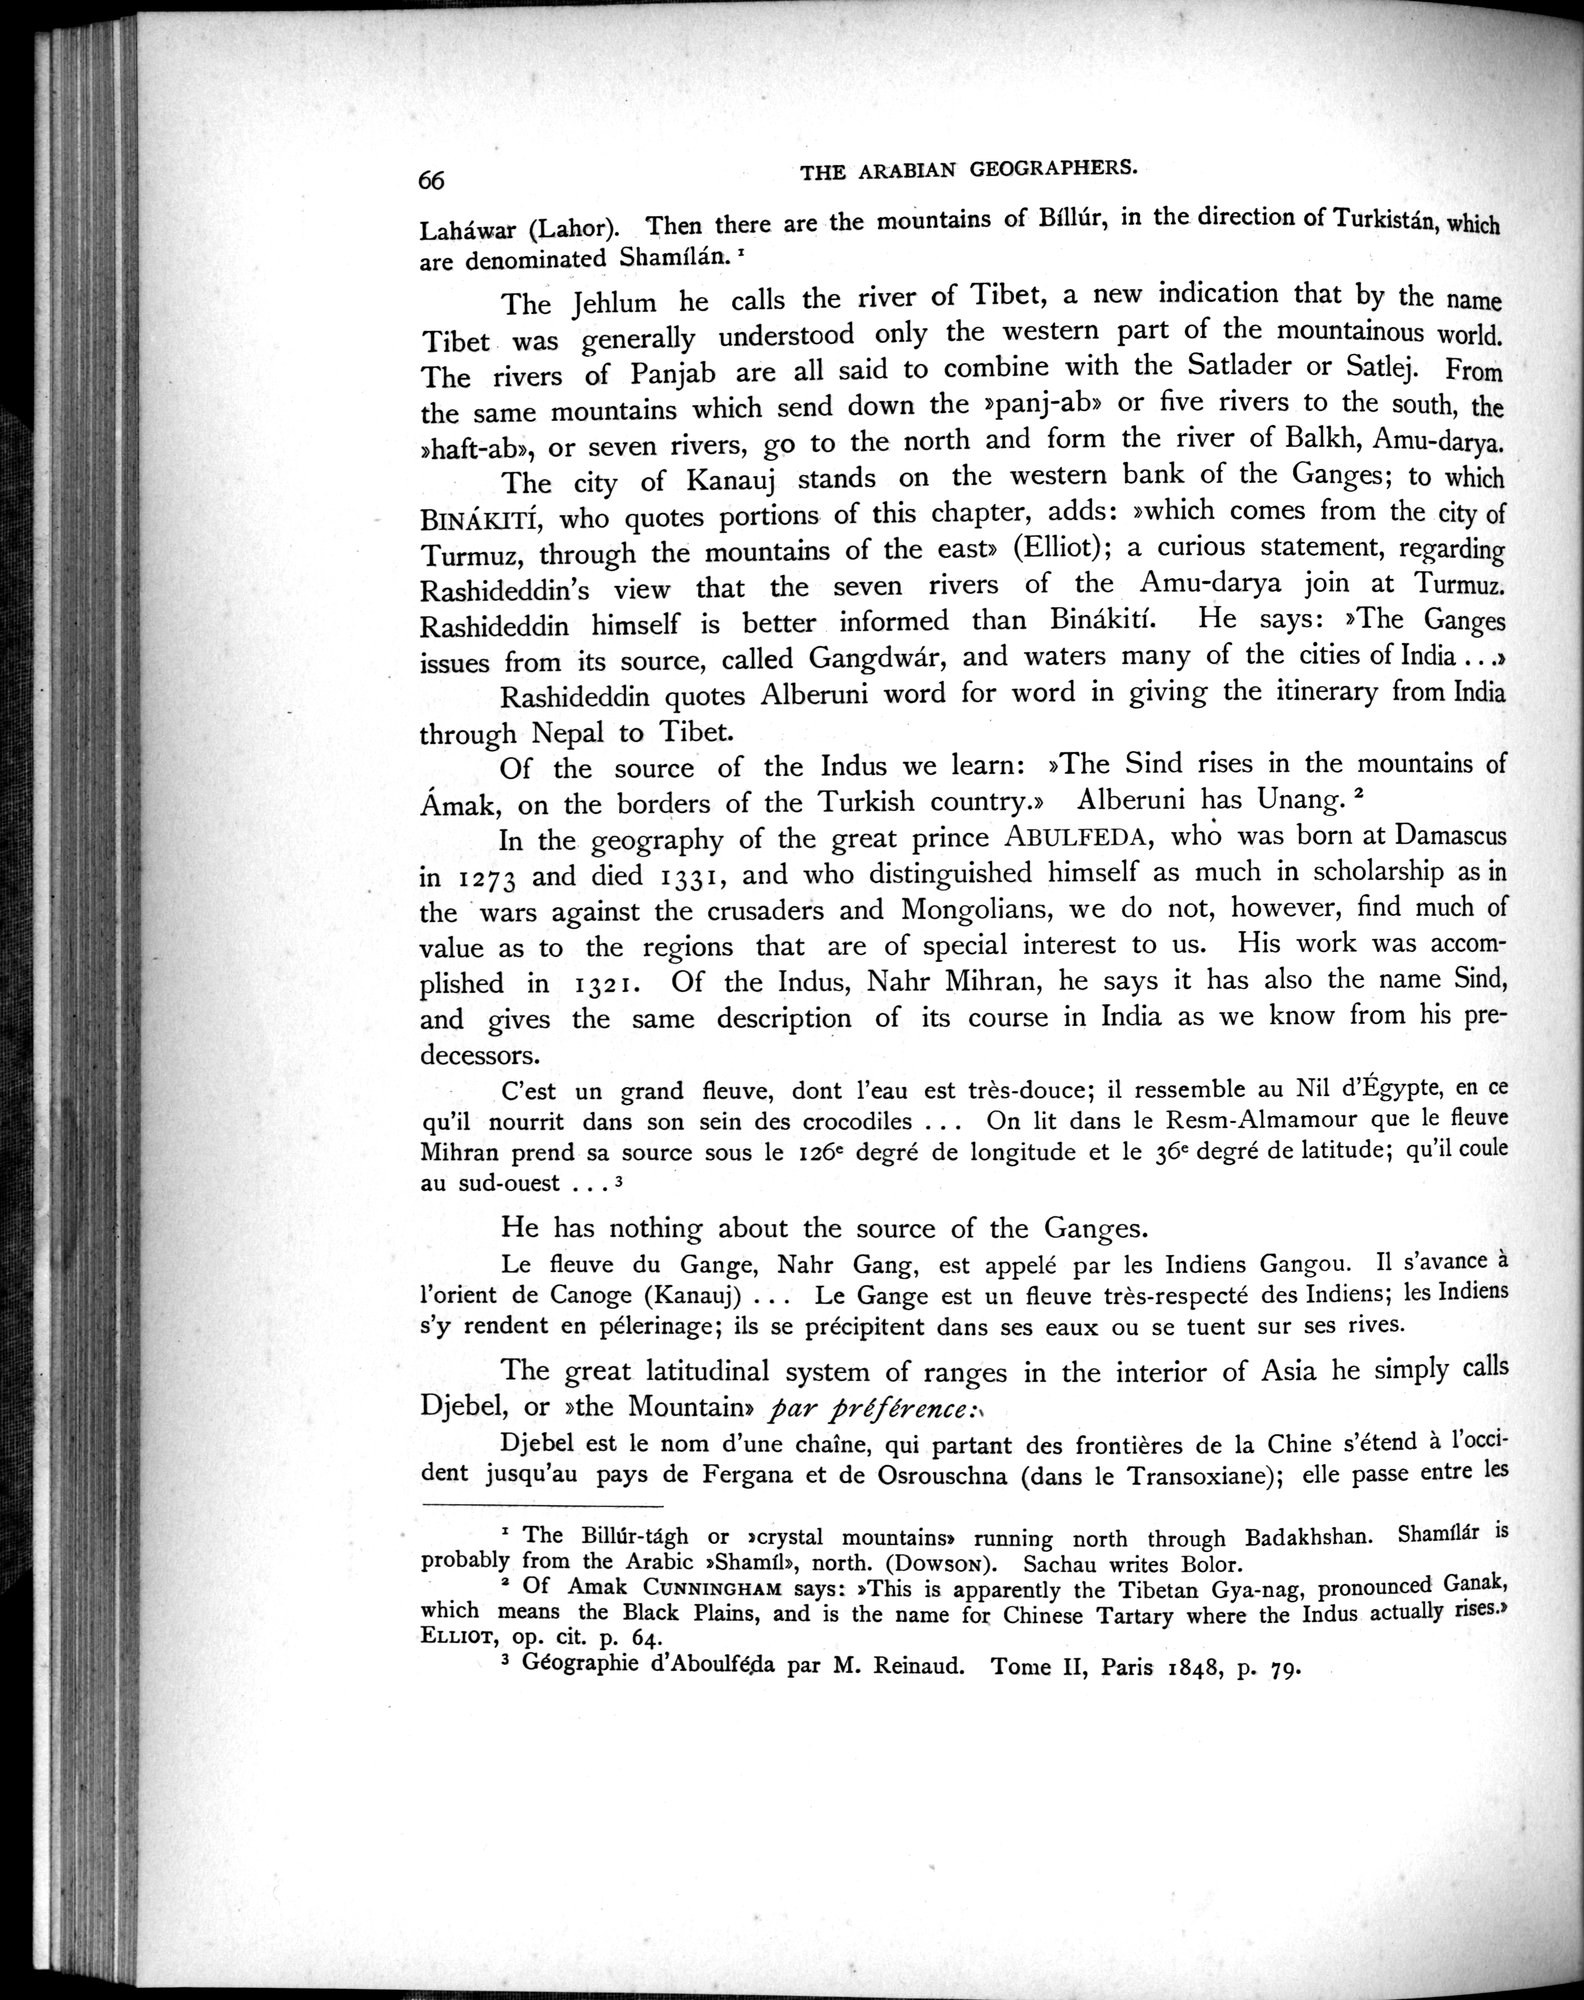 66
THE ARABIAN GEOGRAPHERS.
Laháwar (Lahor). Then there are the mountains of Bíllúr, in the direction of Turkistán, which
are denominated Shamílán. ¹
The Jehlum he calls the river of Tibet, a new indication that by the name
Tibet was generally understood only the western part of the mountainous world.
The rivers of Panjab are all said to combine with the Satlader or Satlej. From
the same mountains which send down the »panj-ab» or five rivers to the south, the
»haft-ab», or seven rivers, go to the north and form the river of Balkh, Amu-darya.
The city of Kanauj stands on the western bank of the Ganges; to which
BINÁKITÍ, who quotes portions of this chapter, adds: »which comes from the city of
Turmuz, through the mountains of the east» (Elliot); a curious statement, regarding
Rashideddin's view that the seven rivers of the Amu-darya join at Turmuz.
Rashideddin himself is better informed than Binákití. He says: »The Ganges
issues from its source, called Gangdwár, and waters many of the cities of India . . .»
Rashideddin quotes Alberuni word for word in giving the itinerary from India
through Nepal to Tibet.
Of the source of the Indus we learn: »The Sind rises in the mountains of
Ámak, on the borders of the Turkish country.» Alberuni has Unang. ²
In the geography of the great prince ABULFEDA, who was born at Damascus
in 1273 and died 1331, and who distinguished himself as much in scholarship as in
the wars against the crusaders and Mongolians, we do not, however, find much of
value as to the regions that are of special interest to us. His work was accom-
plished in 1321. Of the Indus, Nahr Mihran, he says it has also the name Sind,
and gives the same description of its course in India as we know from his pre-
decessors.
C'est un grand fleuve, dont l'eau est très-douce; il ressemble au Nil d'Égypte, en ce
qu'il nourrit dans son sein des crocodiles . . . On lit dans le Resm-Almamour que le fleuve
Mihran prend sa source sous le 126ᵉ degré de longitude et le 36ᵉ degré de latitude; qu'il coule
au sud-ouest . . . ³
He has nothing about the source of the Ganges.
Le fleuve du Gange, Nahr Gang, est appelé par les Indiens Gangou. Il s'avance à
l'orient de Canoge (Kanauj) . . . Le Gange est un fleuve très-respecté des Indiens; les Indiens
s'y rendent en pélerinage; ils se précipitent dans ses eaux ou se tuent sur ses rives.
The great latitudinal system of ranges in the interior of Asia he simply calls
Djebel, or »the Mountain» par préférence:
Djebel est le nom d'une chaîne, qui partant des frontières de la Chine s'étend à l'occi-
dent jusqu'au pays de Fergana et de Osrouschna (dans le Transoxiane); elle passe entre les
¹ The Billúr-tágh or »crystal mountains» running north through Badakhshan. Shamílár is
probably from the Arabic »Shamíl», north. (DOWSON). Sachau writes Bolor.
² Of Amak CUNNINGHAM says: »This is apparently the Tibetan Gya-nag, pronounced Ganak,
which means the Black Plains, and is the name for Chinese Tartary where the Indus actually rises.»
ELLIOT, op. cit. p. 64.
³ Géographie d'Aboulféda par M. Reinaud. Tome II, Paris 1848, p. 79.